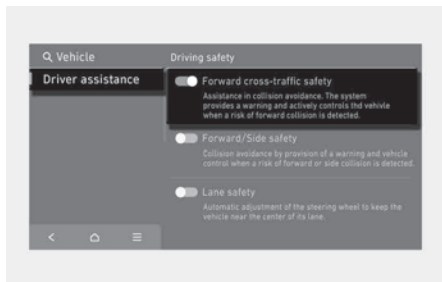 Vehicle
Driving safety
Driver assistance
Forward cross-traffic safety
Assistance in collision avoidance. The system
provides a warning and actively controls thd vehivle
when a risk of forward collision is detected.
Forward/Side safety
Collision avoidance by provision of a warning and vehicle
control when a risk of forward or side collision is detected.
Lane safety
Automatic adjustment of the steering wheel to keep the
vehicle near the center of its lane.